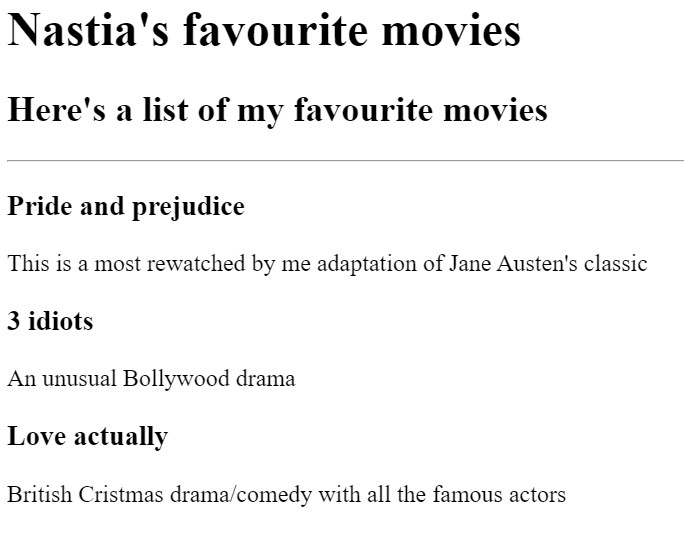 Nastia's favourite movies
Here's a list of my favourite movies
Pride and prejudice
This is a most rewatched by me adaptation of Jane Austen's classic
3 idiots
An unusual Bollywood drama
Love actually
British Cristmas drama/comedy with all the famous actors